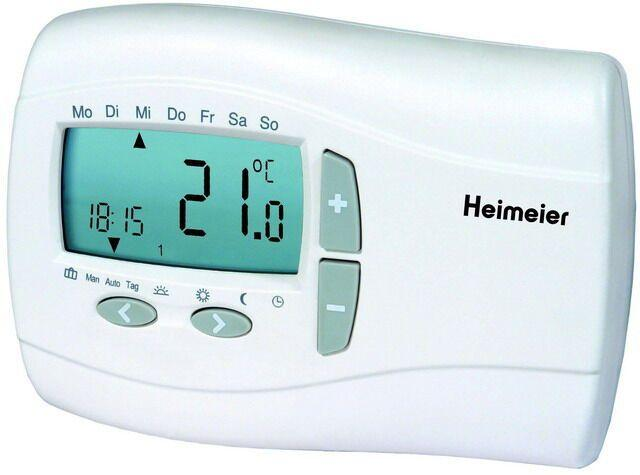 Mo Di Mi Do Fr Sa So
°C
21.0
18:15
1
Man Auto Tag
+
-
Heimeier